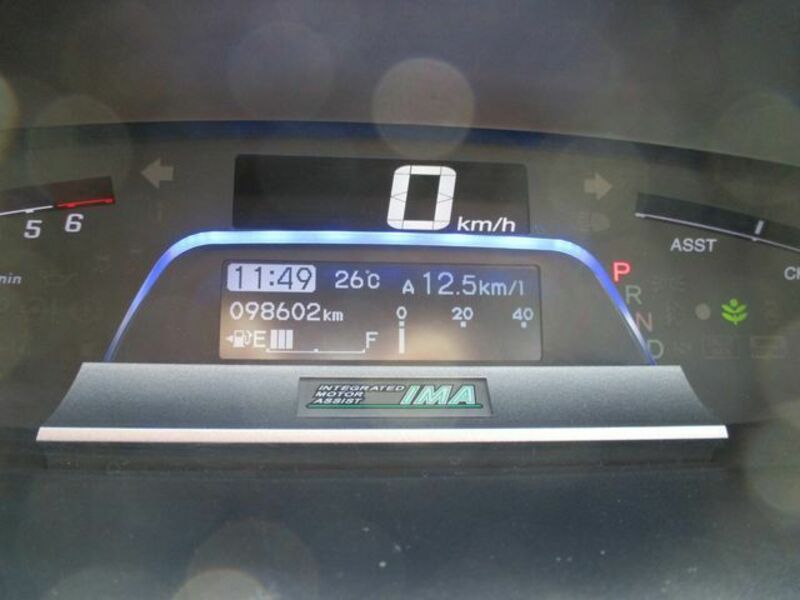 0 km/h
5 6
ASST
11:49 26°C A 12.5km/l
098602km 0 20 40
E F
P
R
N
D
INTEGRATED
MOTOR
ASSIST IMA